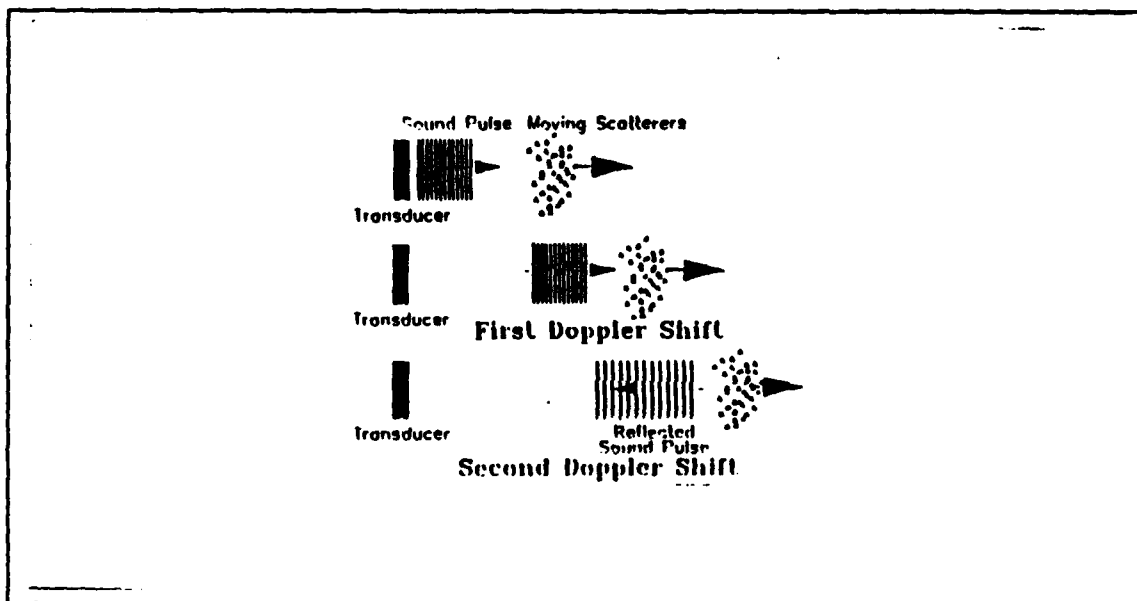 Sound Pulse Moving Scatterers
Transducer
Transducer
First Doppler Shift
Transducer
Reflected
Sound Pulse
Second Doppler Shift